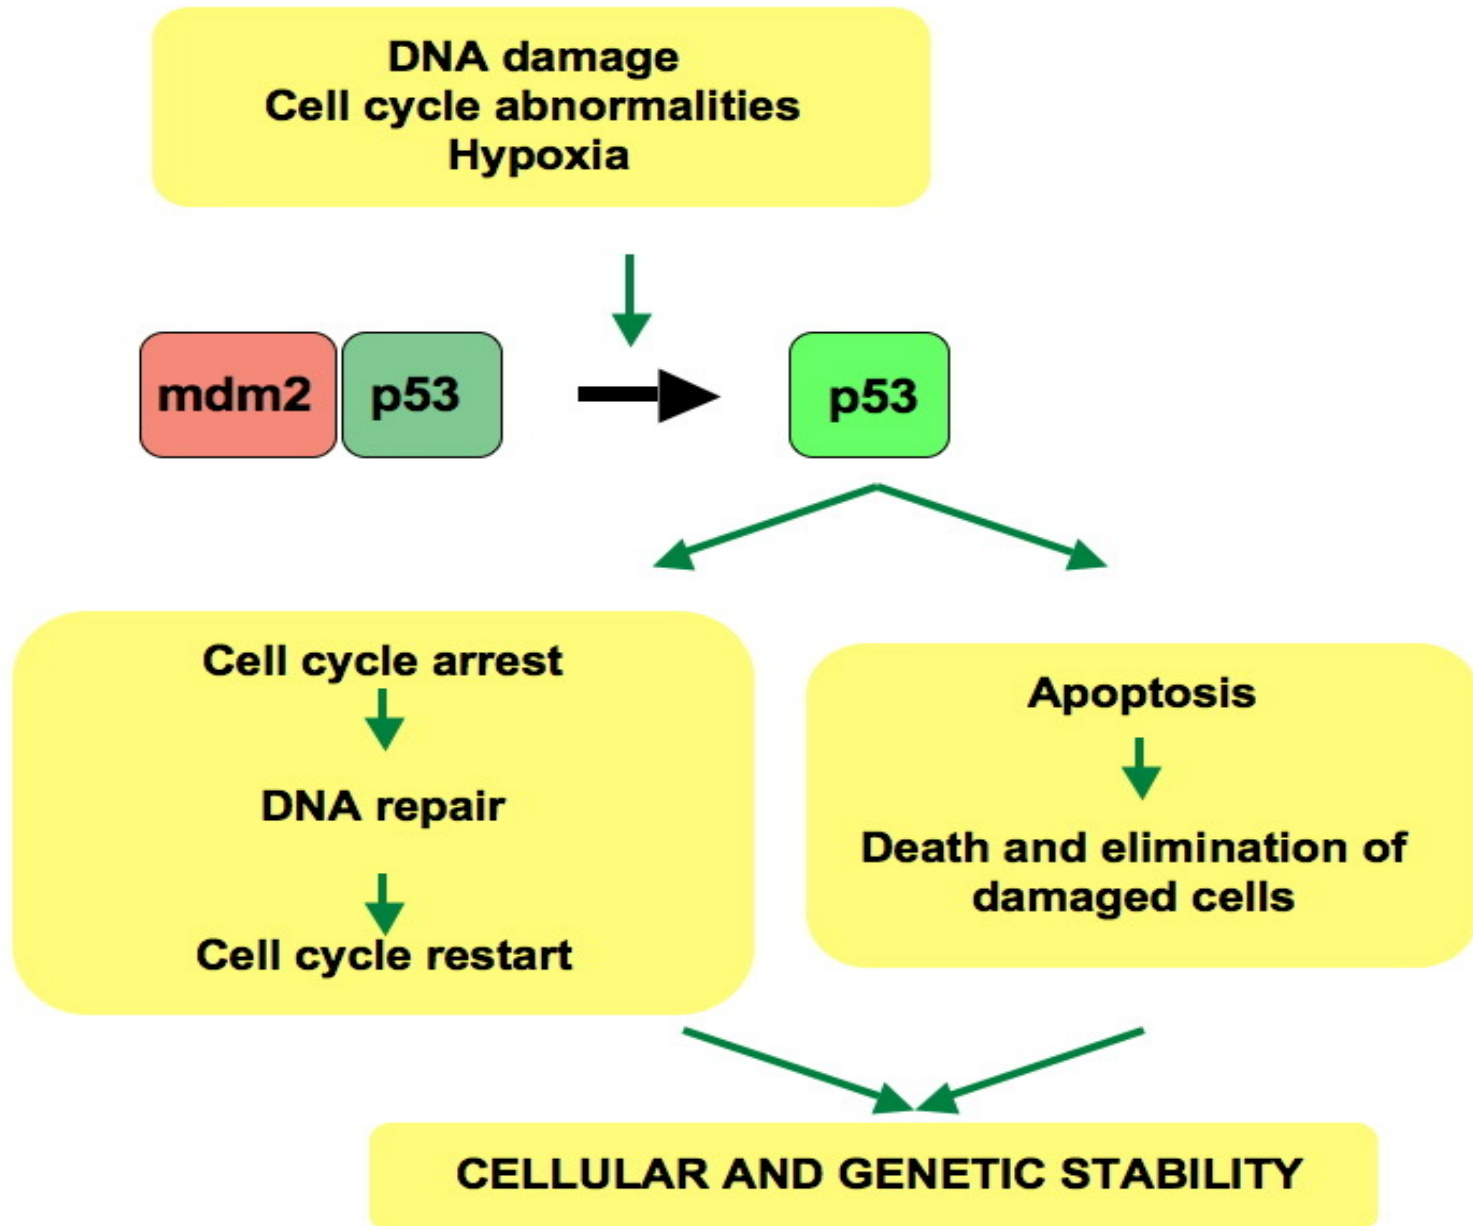 DNA damage
Cell cycle abnormalities
Hypoxia
mdm2
p53
p53
Cell cycle arrest
DNA repair
Cell cycle restart
Apoptosis
Death and elimination of
damaged cells
CELLULAR AND GENETIC STABILITY